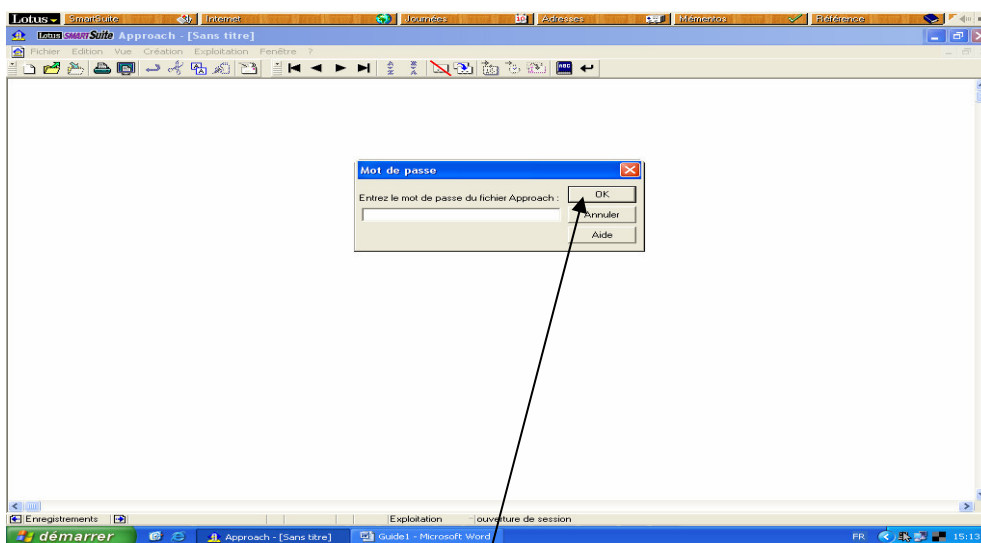 Lotus SmartSuite Internet Journées 10 Adresses Mémentos Référence
Lotus SMARTSuite Approach - [Sans titre]
Fichier Edition Vue Création Exploitation Fenêtre ?
ABC
Mot de passe
Entrez le mot de passe du fichier Approach :
OK
Annuler
Aide
Enregistrements Exploitation ouverture de session
démarrer Approach - [Sans titre] Guide1 - Microsoft Word FR 15:13